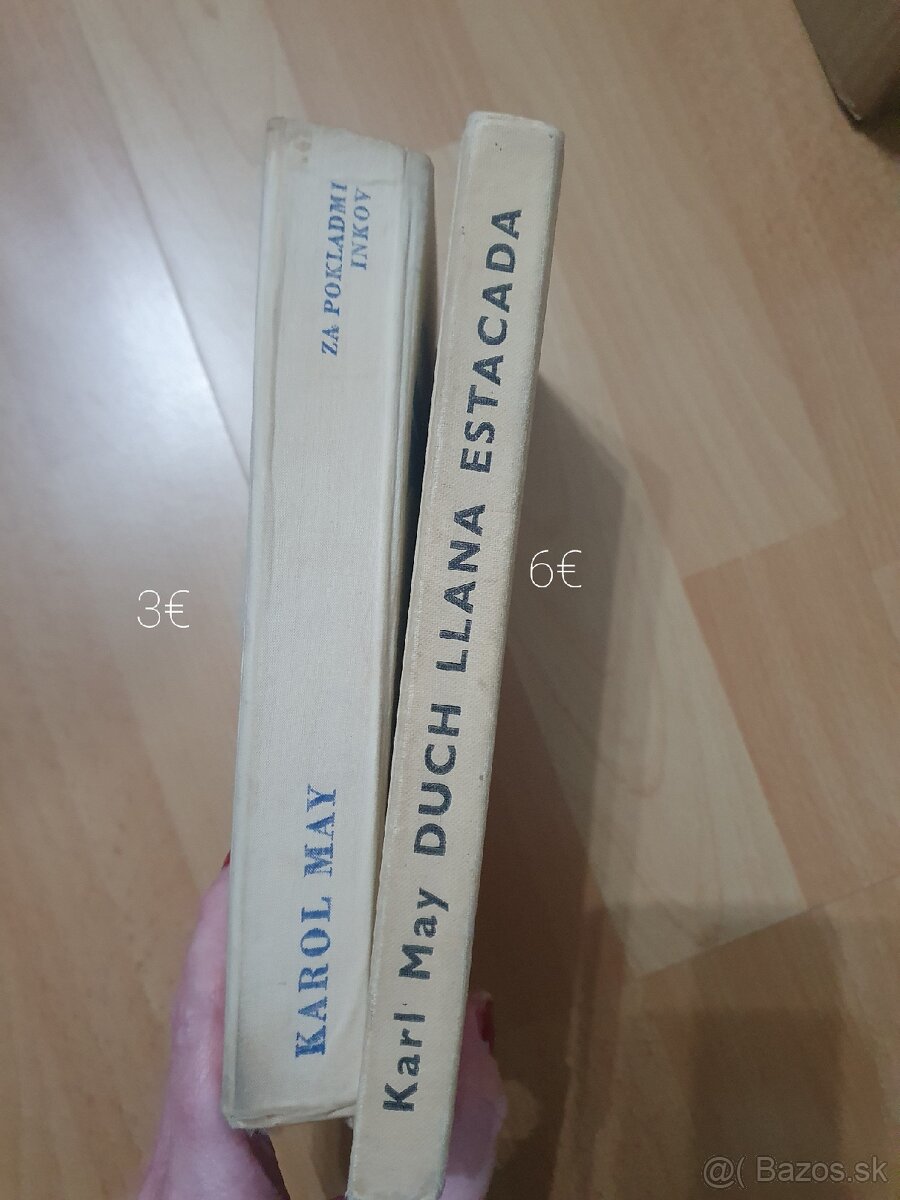 KAROL MAY
ZA POKLADMI
INKOV
Karl May DUCH LLANA ESTACADA
3€
6€
@( Bazos.sk